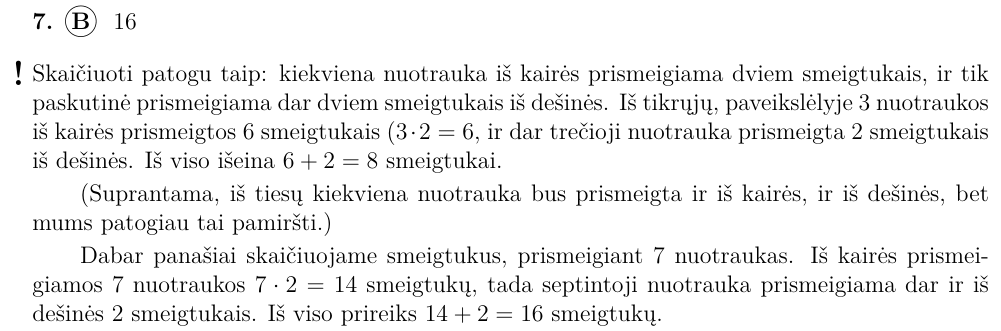 7. B 16
! Skaičiuoti patogu taip: kiekviena nuotrauka iš kairės prismeigiama dviem smeigtukais, ir tik
paskutinė prismeigiama dar dviem smeigtukais iš dešinės. Iš tikrųjų, paveikslėlyje 3 nuotraukos
iš kairės prismeigtos 6 smeigtukais (3·2 = 6, ir dar trečioji nuotrauka prismeigta 2 smeigtukais
iš dešinės. Iš viso išeina 6 + 2 = 8 smeigtukai.
(Suprantama, iš tiesų kiekviena nuotrauka bus prismeigta ir iš kairės, ir iš dešinės, bet
mums patogiau tai pamiršti.)
Dabar panašiai skaičiuojame smeigtukus, prismeigiant 7 nuotraukas. Iš kairės prismei-
giamos 7 nuotraukos 7 · 2 = 14 smeigtukų, tada septintoji nuotrauka prismeigiama dar ir iš
dešinės 2 smeigtukais. Iš viso prireiks 14 + 2 = 16 smeigtukų.